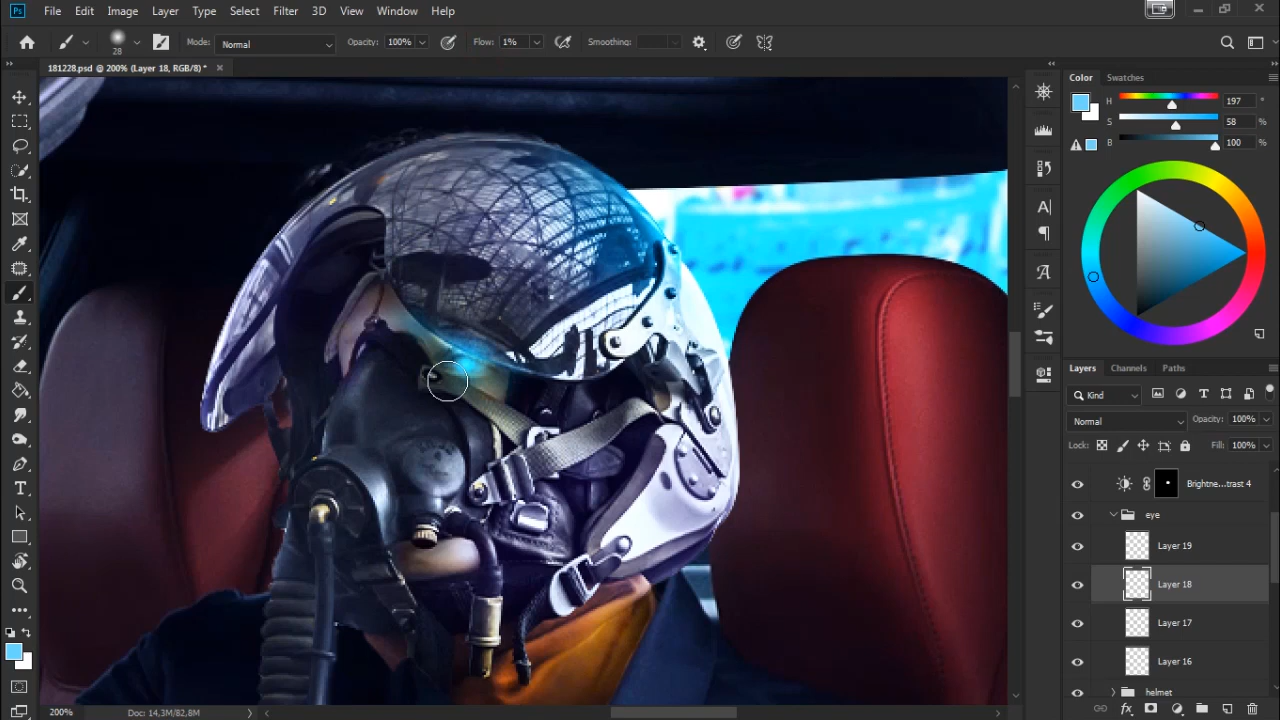 Ps File Edit Image Layer Type Select Filter 3D View Window Help
28 Mode: Normal Opacity: 100% Flow: 1% Smoothing:
181228.psd @ 200% (Layer 18, RGB/8) *
Color Swatches
H 197 °
S 58 %
B 100 %
Layers Channels Paths
Kind
Normal Opacity: 100%
Lock: Fill: 100%
Brightne...trast 4
eye
Layer 19
Layer 18
Layer 17
Layer 16
helmet
200% Doc: 14,3M/82,8M